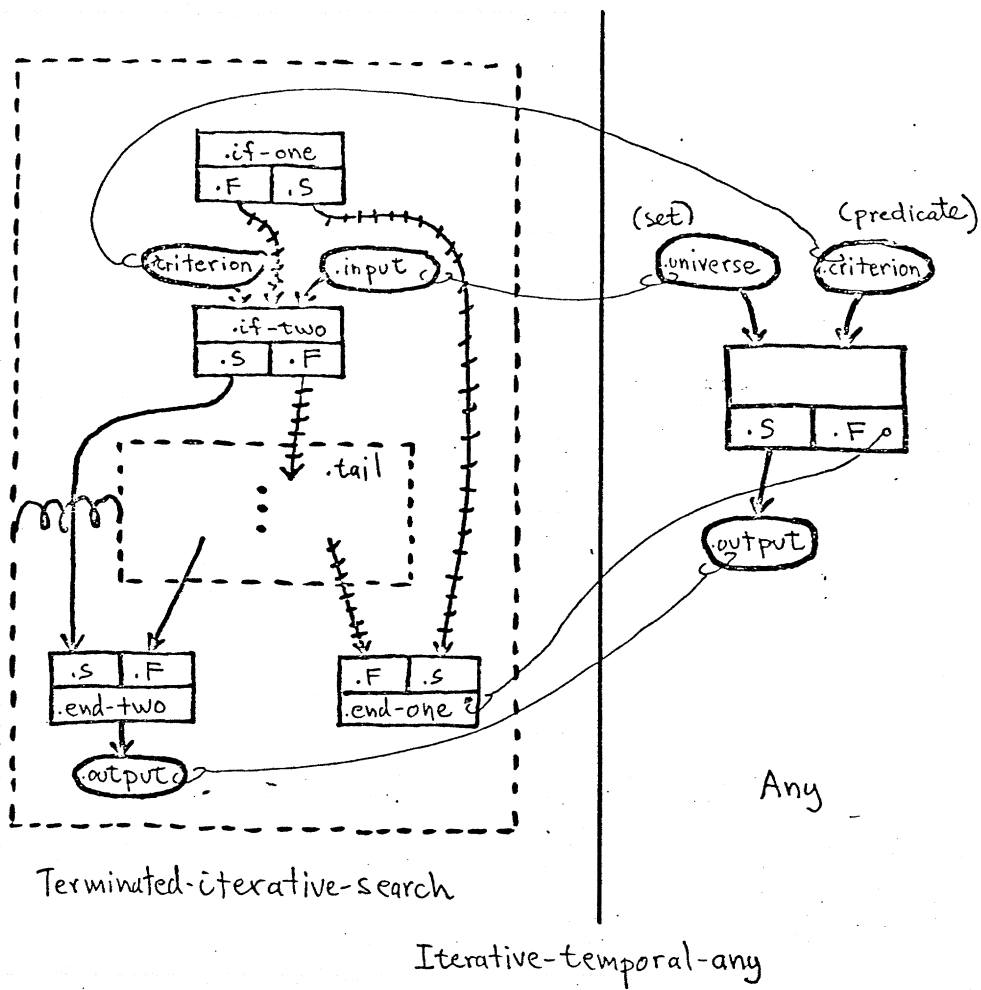 .if-one
.F .S
criterion
.input
.if-two
.S .F
.tail
.S .F
.end-two
.F .S
.end-one
.output
Terminated-iterative-search
(set)
(predicate)
.universe
.criterion
.S .F
.output
Any
Iterative-temporal-any